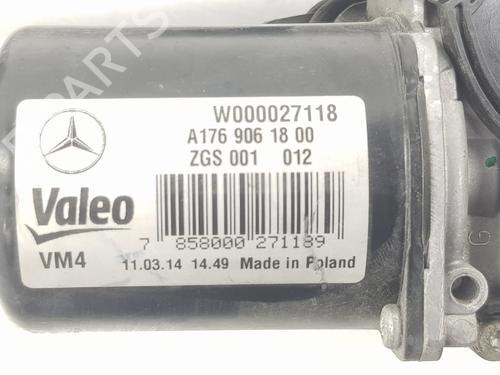 W000027118
A176 906 18 00
ZGS 001 012
Valeo
7 858000 271189
VM4
11.03.14 14.49 Made in Poland
PARTS
G